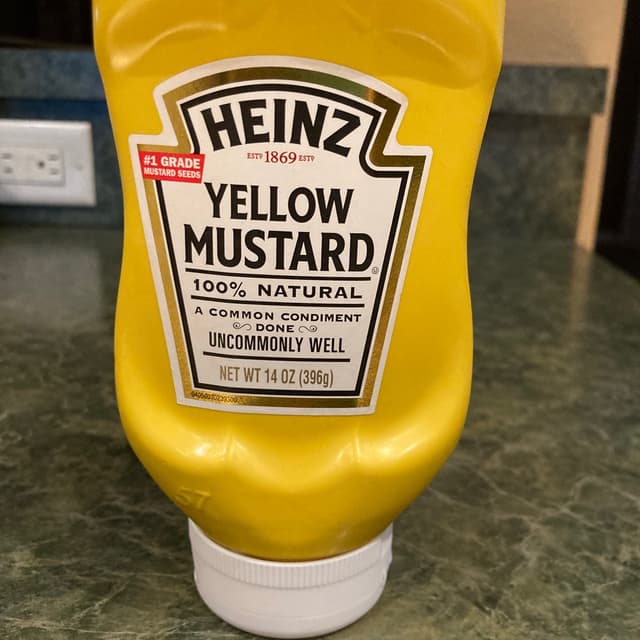 HEINZ
ESTD 1869 ESTD
#1 GRADE
MUSTARD SEEDS
YELLOW
MUSTARD
100% NATURAL
A COMMON CONDIMENT
DONE
UNCOMMONLY WELL
NET WT 14 OZ (396g)
57